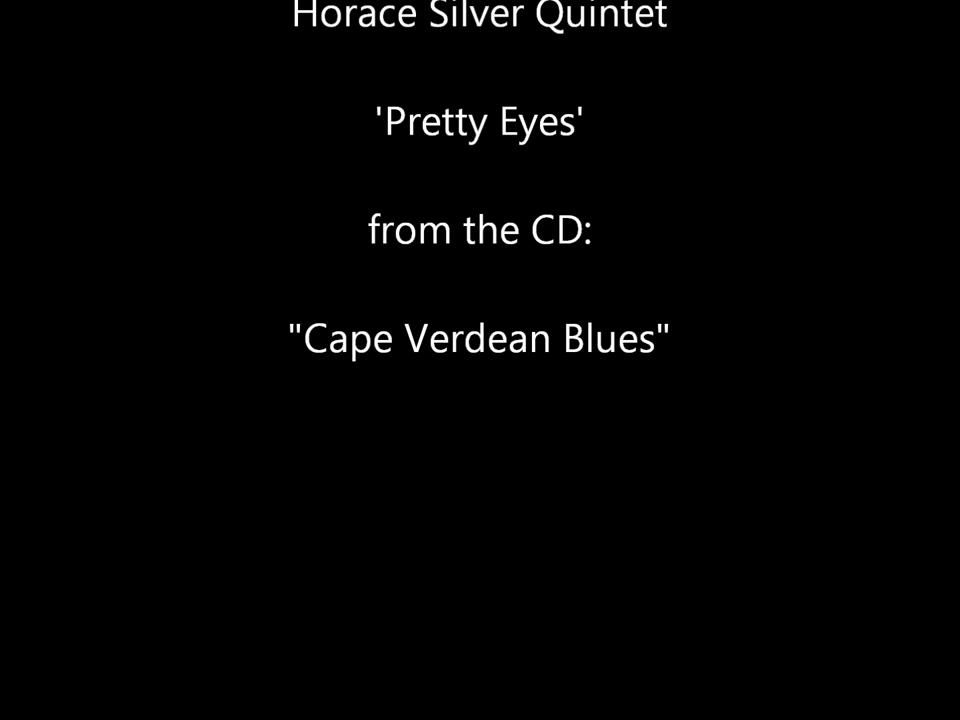 Horace Silver Quintet
'Pretty Eyes'
from the CD:
"Cape Verdean Blues"